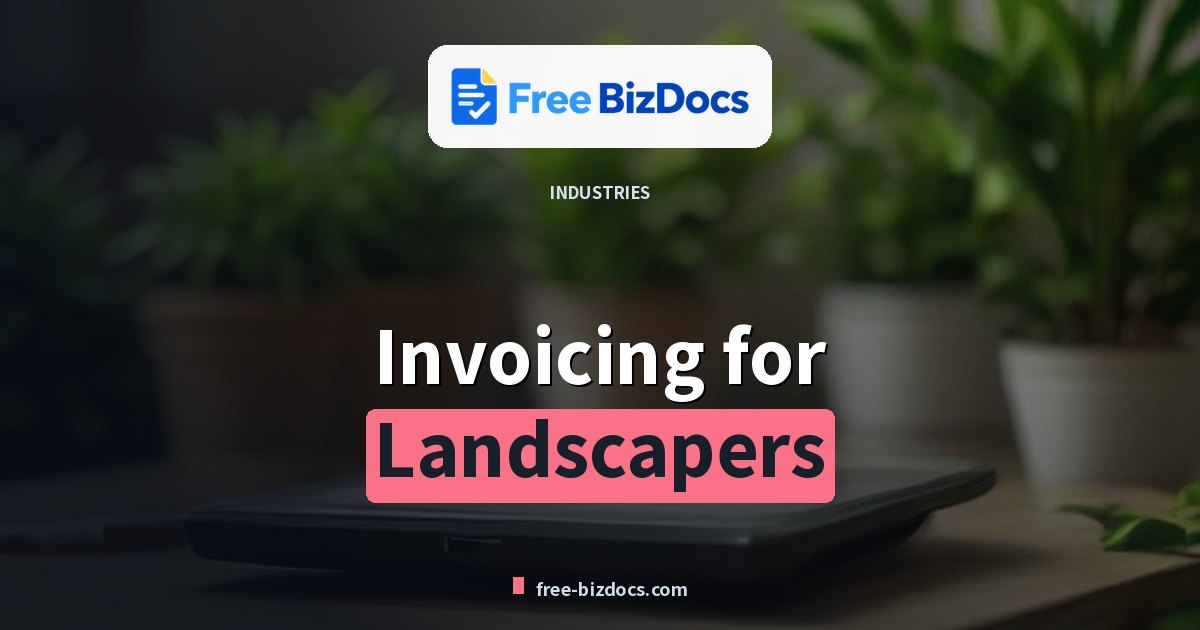 Free BizDocs
INDUSTRIES
Invoicing for
Landscapers
free-bizdocs.com